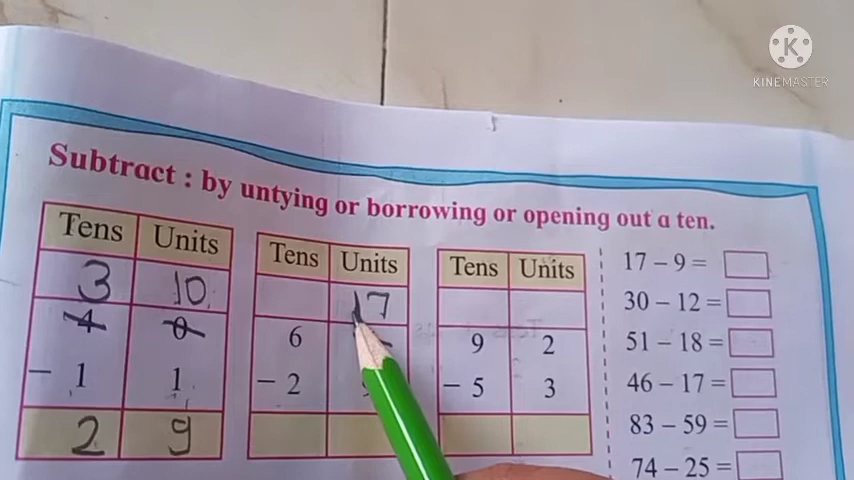 K
KINEMASTER
Subtract : by untying or borrowing or opening out a ten.
Tens Units
3 10
4 0
- 1 1
2 9
Tens Units
17
6
- 2
Tens Units
9 2
- 5 3
17 - 9 =
30 - 12 =
51 - 18 =
46 - 17 =
83 - 59 =
74 - 25 =